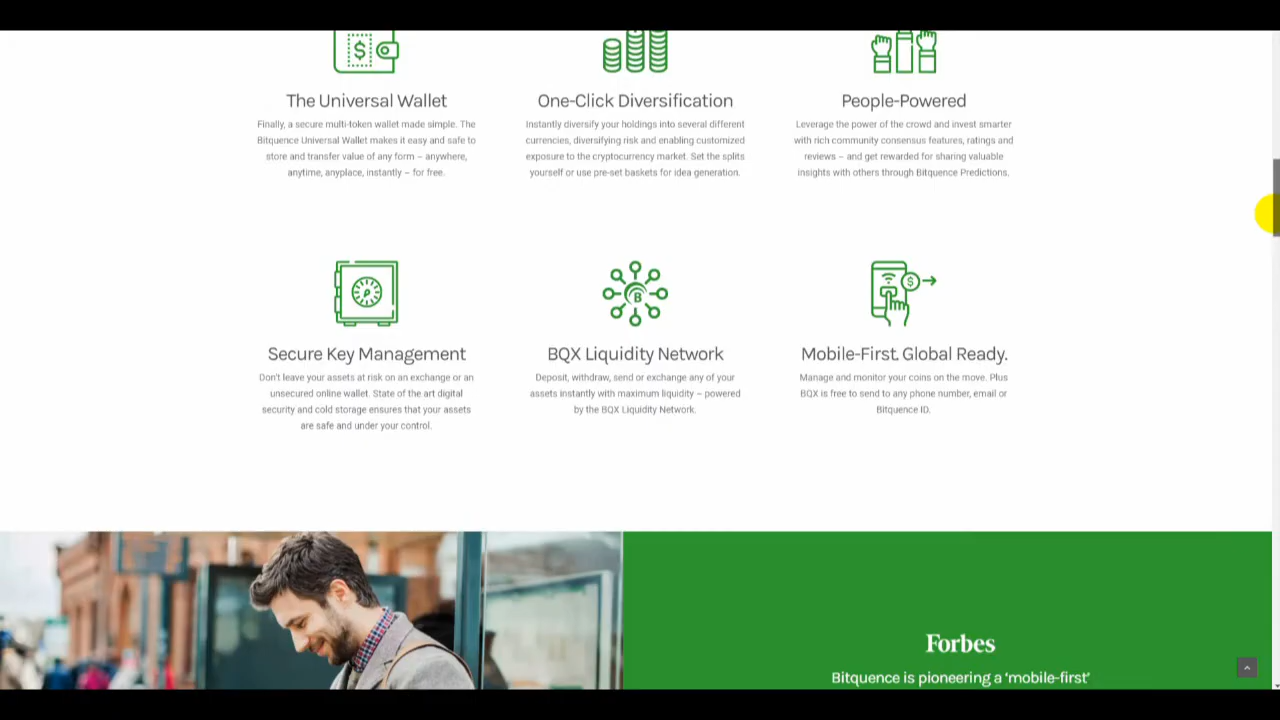 The Universal Wallet
Finally, a secure multi-token wallet made simple. The
Bitquence Universal Wallet makes it easy and safe to
store and transfer value of any form – anywhere,
anytime, anyplace, instantly – for free.
One-Click Diversification
Instantly diversify your holdings into several different
currencies, diversifying risk and enabling customized
exposure to the cryptocurrency market. Set the splits
yourself or use pre-set baskets for idea generation.
People-Powered
Leverage the power of the crowd and invest smarter
with rich community consensus features, ratings and
reviews – and get rewarded for sharing valuable
insights with others through Bitquence Predictions.
Secure Key Management
Don't leave your assets at risk on an exchange or an
unsecured online wallet. State of the art digital
security and cold storage ensures that your assets
are safe and under your control.
BQX Liquidity Network
Deposit, withdraw, send or exchange any of your
assets instantly with maximum liquidity – powered
by the BQX Liquidity Network.
Mobile-First. Global Ready.
Manage and monitor your coins on the move. Plus
BQX is free to send to any phone number, email or
Bitquence ID.
Forbes
Bitquence is pioneering a ‘mobile-first’